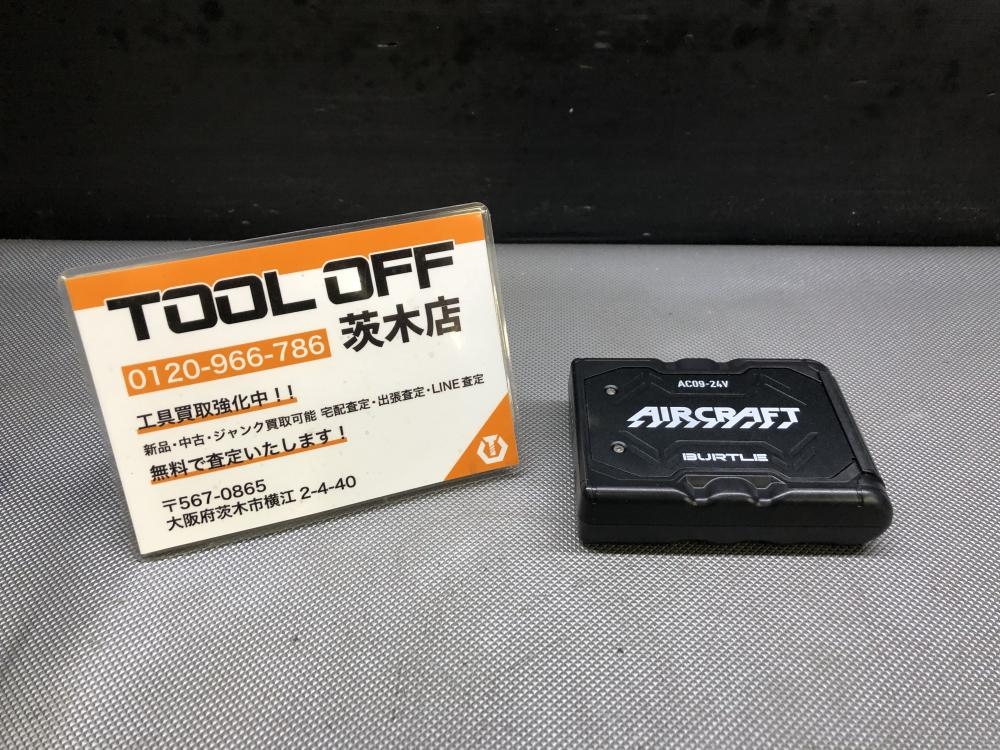 TOOL OFF
茨木店
0120-966-786
工具買取強化中！！
新品・中古・ジャンク買取可能 宅配査定・出張査定・LINE査定
無料で査定いたします！
〒567-0865
大阪府茨木市横江 2-4-40
AC09-24V
AIRCRAFT
BURTLE